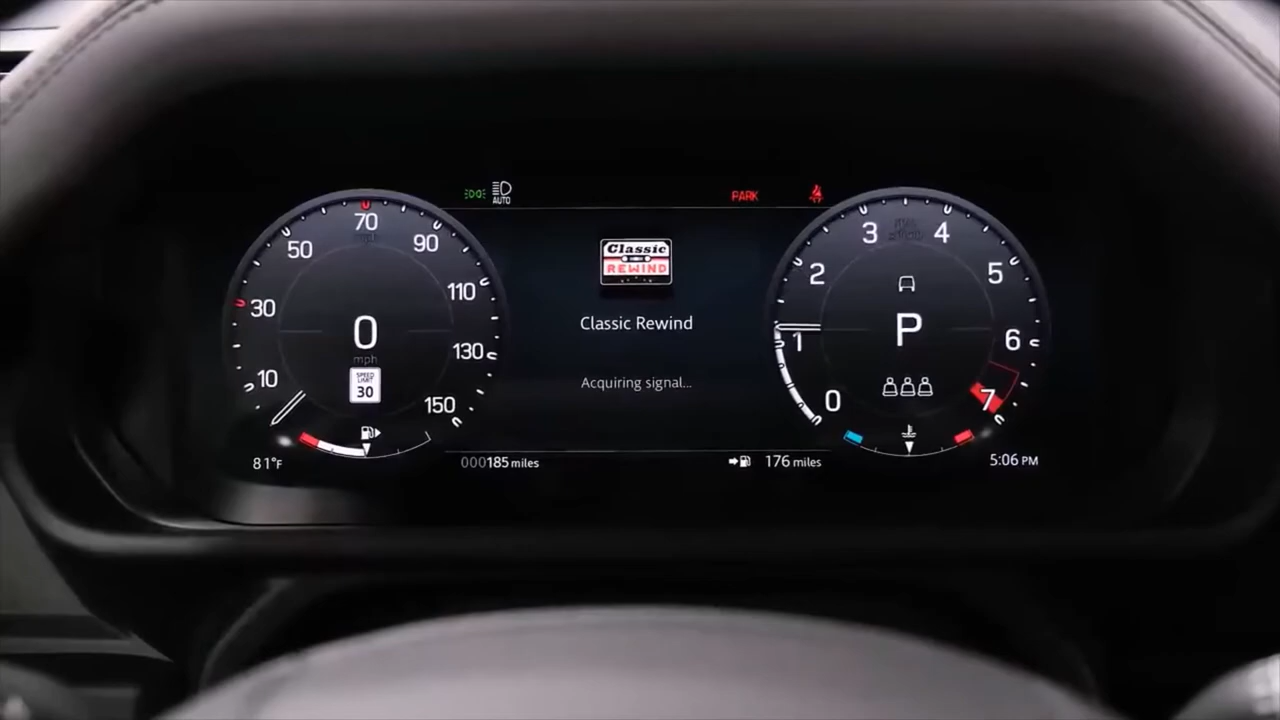 AUTO
PARK
10
30
50
70
90
110
130
150
0
mph
SPEED
LIMIT
30
81°F
Classic
REWIND
Classic Rewind
Acquiring signal...
000185 miles
176 miles
0
1
2
3
4
5
6
7
P
5:06 PM